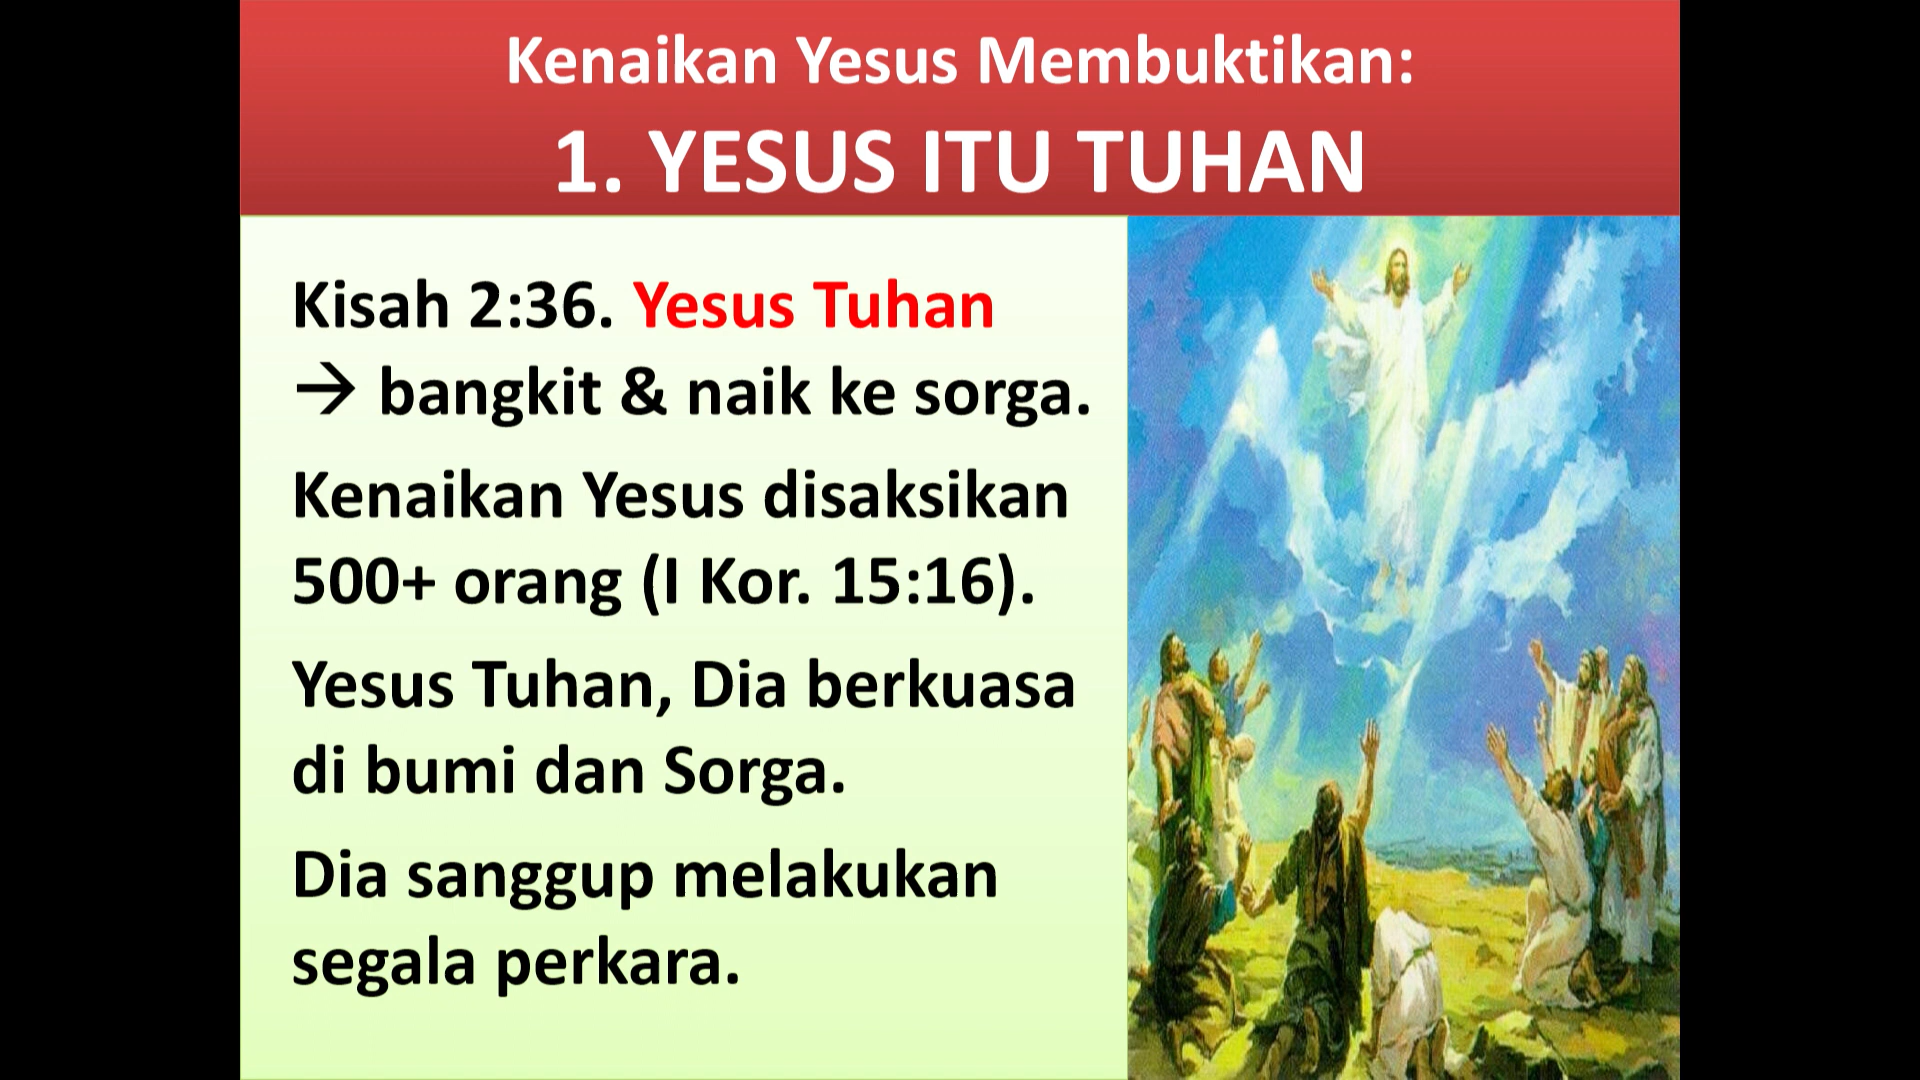 Kenaikan Yesus Membuktikan:
1. YESUS ITU TUHAN
Kisah 2:36. Yesus Tuhan
→ bangkit & naik ke sorga.
Kenaikan Yesus disaksikan
500+ orang (I Kor. 15:16).
Yesus Tuhan, Dia berkuasa
di bumi dan Sorga.
Dia sanggup melakukan
segala perkara.